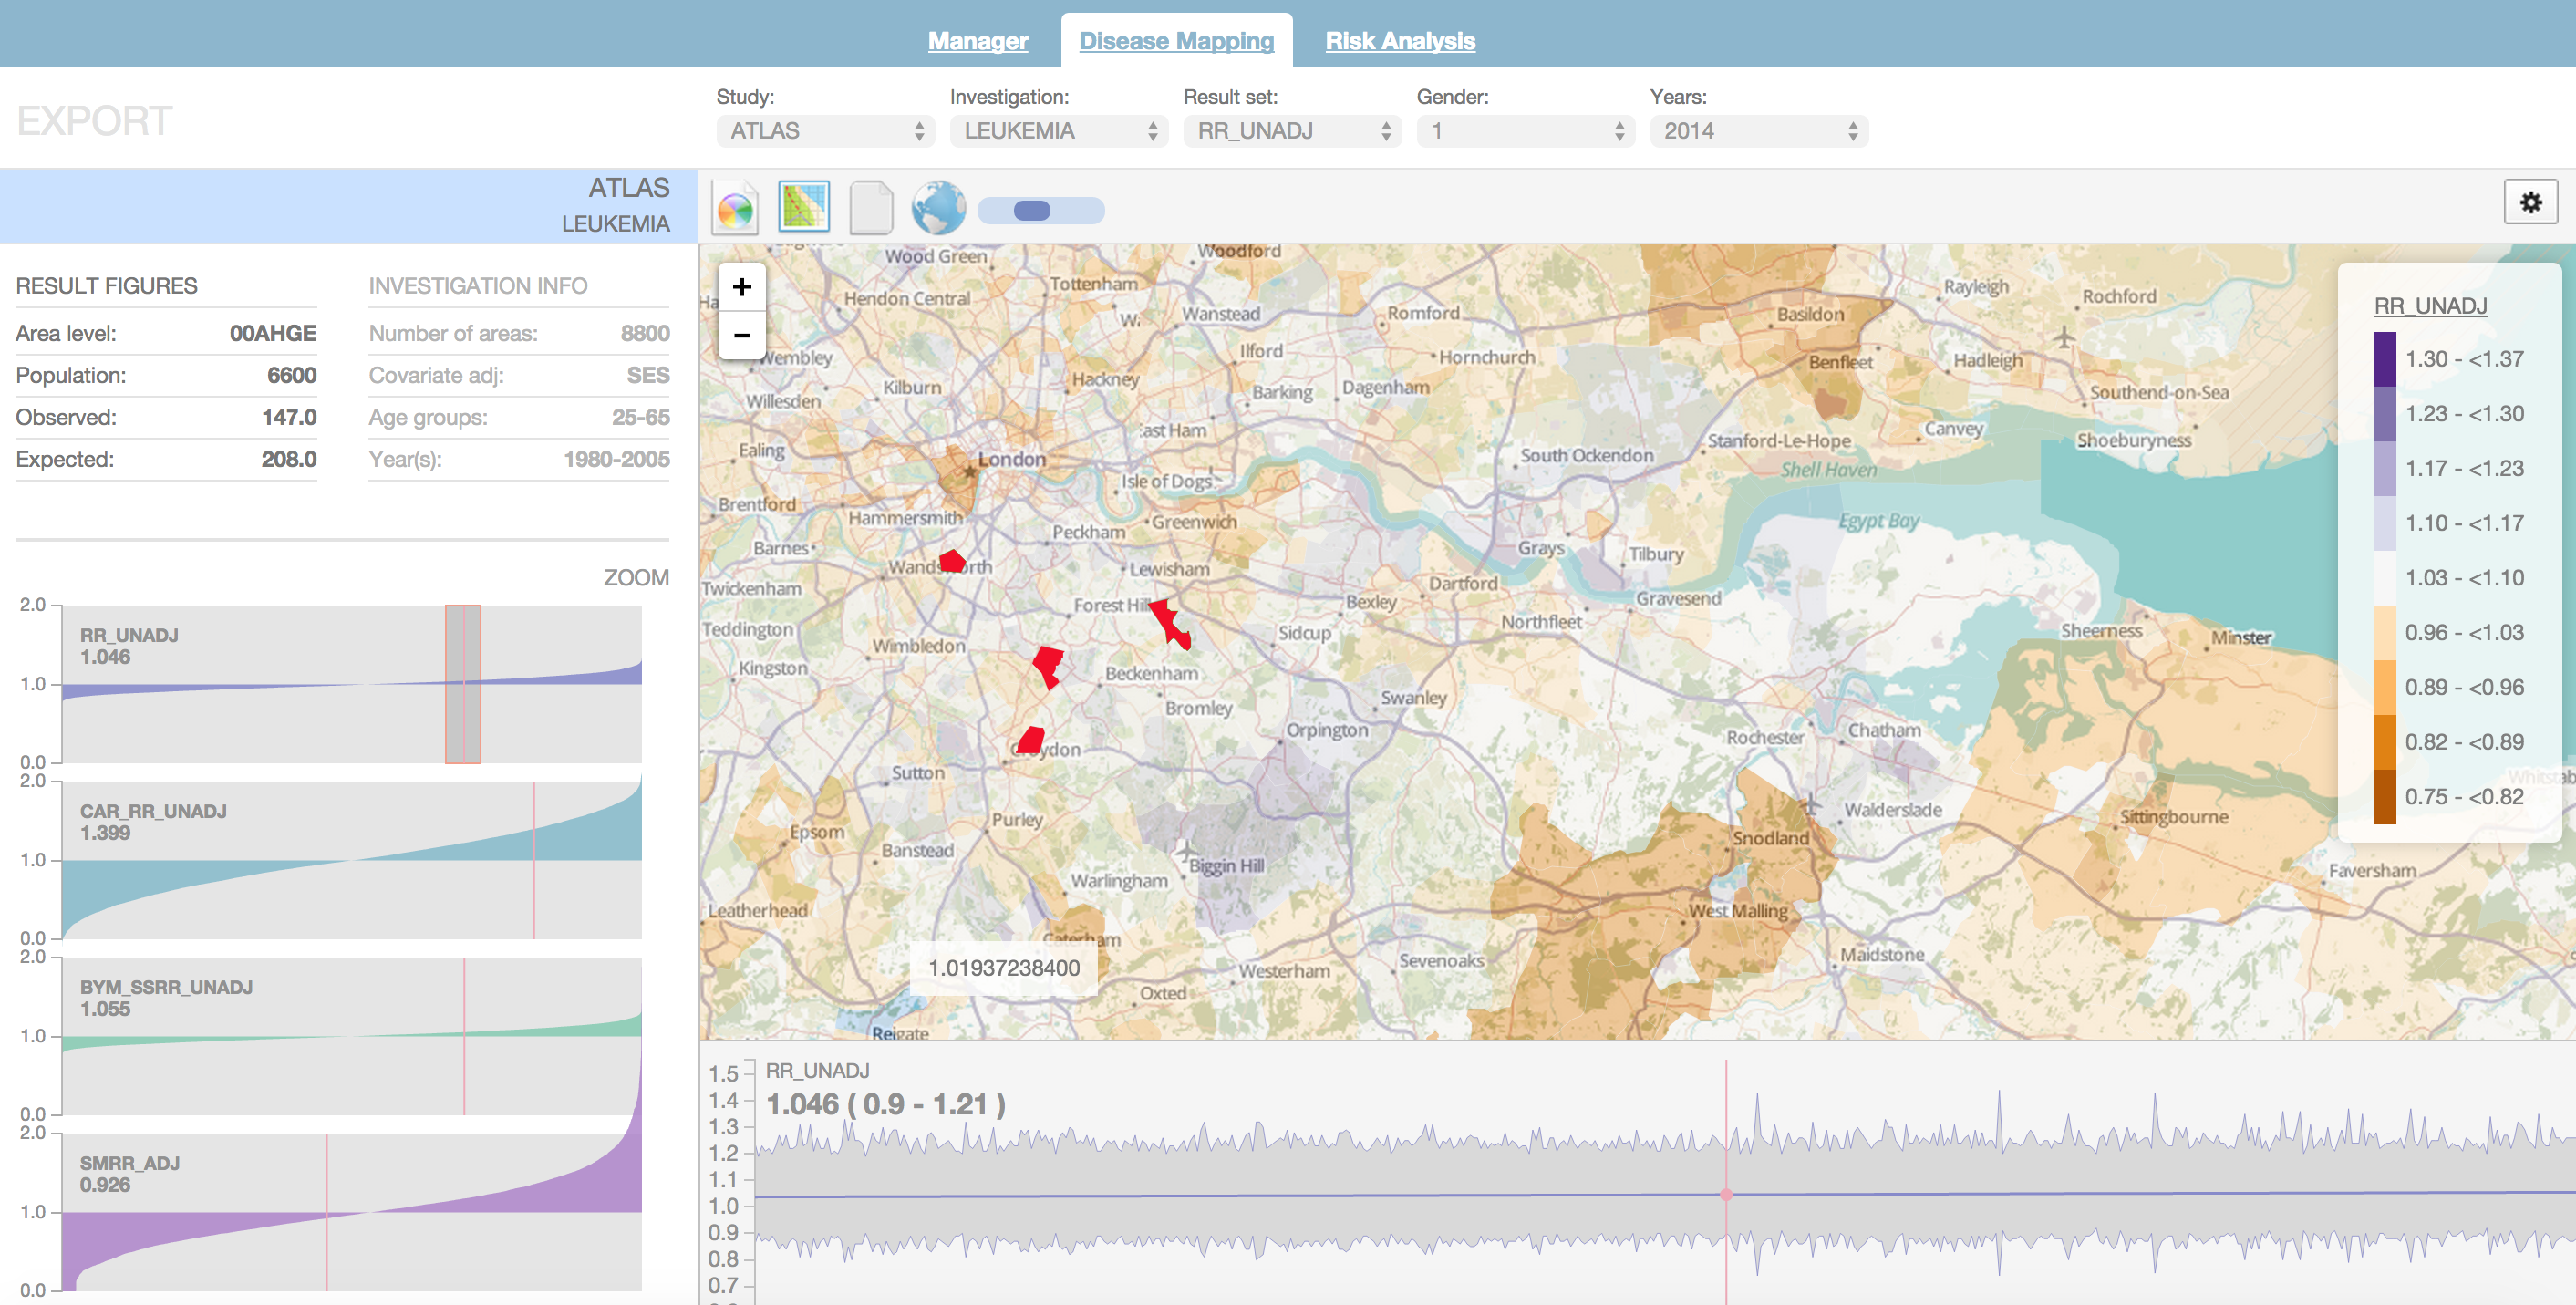 Manager
Disease Mapping
Risk Analysis
EXPORT
Study:
Investigation:
Result set:
Gender:
Years:
ATLAS
LEUKEMIA
RR_UNADJ
1
2014
ATLAS
LEUKEMIA
RESULT FIGURES
Area level: 00AHGE
Population: 6600
Observed: 147.0
Expected: 208.0
INVESTIGATION INFO
Number of areas: 8800
Covariate adj: SES
Age groups: 25-65
Year(s): 1980-2005
ZOOM
2.0
RR_UNADJ
1.046
1.0
0.0
2.0
CAR_RR_UNADJ
1.399
1.0
0.0
2.0
BYM_SSRR_UNADJ
1.055
1.0
0.0
2.0
SMRR_ADJ
0.926
1.0
0.0
+
−
Wood Green
Woodford
Hendon Central
Tottenham
Wanstead
Romford
Rayleigh
Rochford
Basildon
Wembley
Ilford
Hornchurch
Benfleet
Hadleigh
Kilburn
Hackney
Barking
Dagenham
Southend-on-Sea
Willesden
East Ham
Canvey
Stanford-Le-Hope
Shoeburyness
Ealing
London
South Ockendon
Shell Haven
Isle of Dogs
Brentford
Hammersmith
Greenwich
Egypt Bay
Peckham
Barnes
Grays
Tilbury
Wandsworth
Lewisham
Twickenham
Dartford
Gravesend
Forest Hill
Bexley
Northfleet
Teddington
Sidcup
Sheerness
Minster
Wimbledon
Kingston
Beckenham
Swanley
Bromley
Orpington
Rochester
Chatham
Croydon
Sutton
Walderslade
Sittingbourne
Purley
Epsom
Snodland
Banstead
Biggin Hill
Faversham
Warlingham
Leatherhead
West Malling
Caterham
Maidstone
1.01937238400
Westerham
Sevenoaks
Oxted
Reigate
RR_UNADJ
1.30 - <1.37
1.23 - <1.30
1.17 - <1.23
1.10 - <1.17
1.03 - <1.10
0.96 - <1.03
0.89 - <0.96
0.82 - <0.89
0.75 - <0.82
RR_UNADJ
1.046 ( 0.9 - 1.21 )
1.5
1.4
1.3
1.2
1.1
1.0
0.9
0.8
0.7